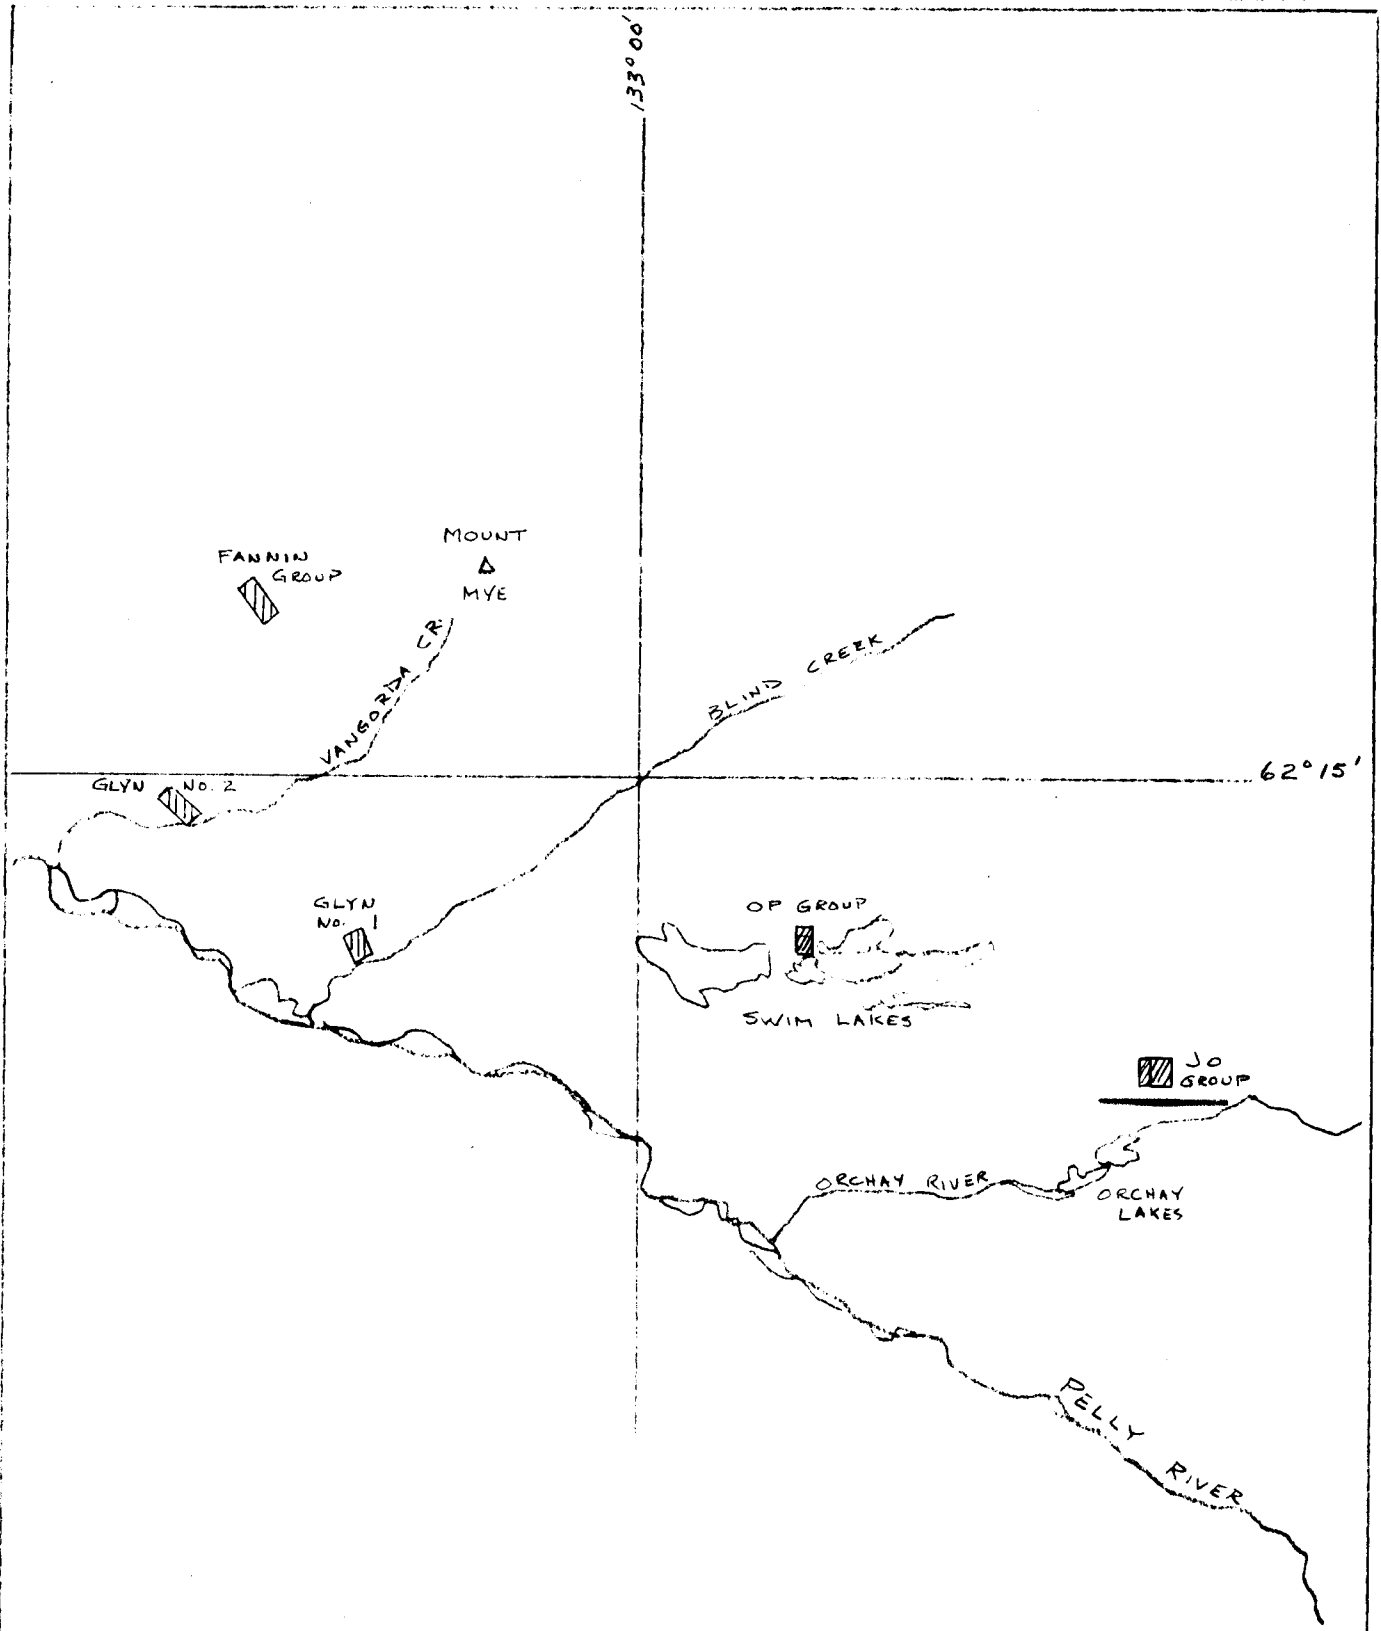 133° 00'
MOUNT
MYE
FANNIN
GROUP
VANGORDA CR.
BLIND CREEK
62° 15'
GLYN No. 2
GLYN
No. 1
OP GROUP
SWIM LAKES
JO
GROUP
ORCHAY RIVER
ORCHAY
LAKES
PELLY RIVER